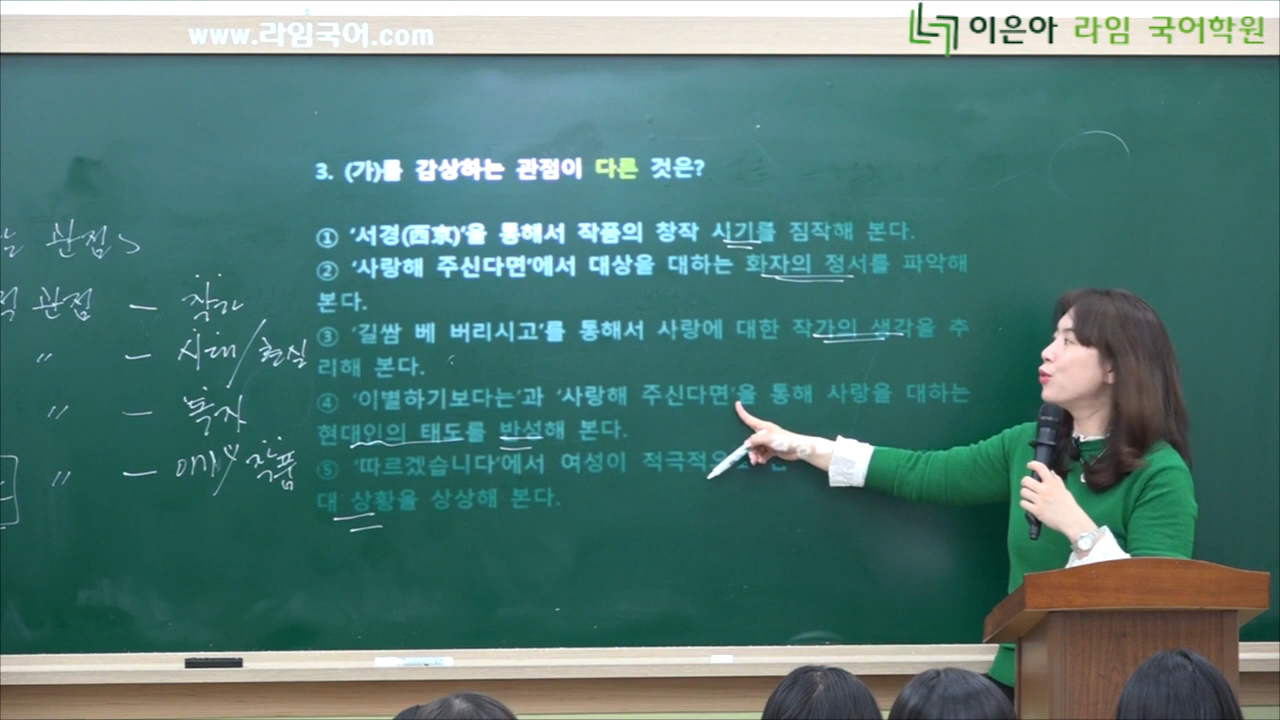 www.라임국어.com
이은아 라임 국어학원
3. (가)를 감상하는 관점이 다른 것은?
① '서경(西京)'을 통해서 작품의 창작 시기를 짐작해 본다.
② '사랑해 주신다면'에서 대상을 대하는 화자의 정서를 파악해
본다.
③ '길쌈 베 버리시고'를 통해서 사랑에 대한 작가의 생각을 추
리해 본다.
④ '이별하기보다는'과 '사랑해 주신다면'을 통해 사랑을 대하는
현대인의 태도를 반성해 본다.
⑤ '따르겠습니다'에서 여성이 적극적으
대 상황을 상상해 본다.
는 관점
적 관점 — 작가
〃 — 시대/현실
〃 — 독자
〃 — 작품